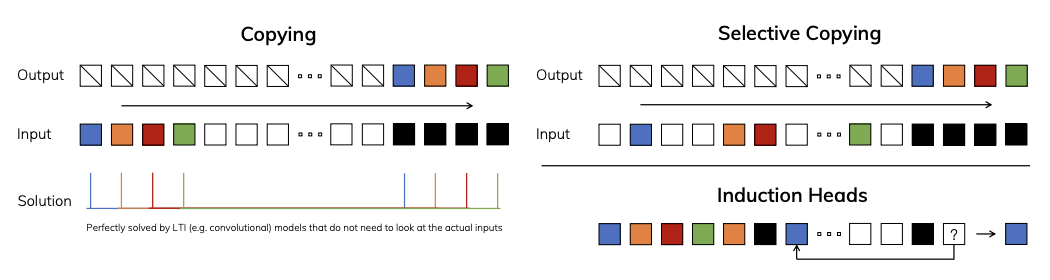 Copying
Output
Input
Solution
Perfectly solved by LTI (e.g. convolutional) models that do not need to look at the actual inputs
Selective Copying
Output
Input
Induction Heads
?